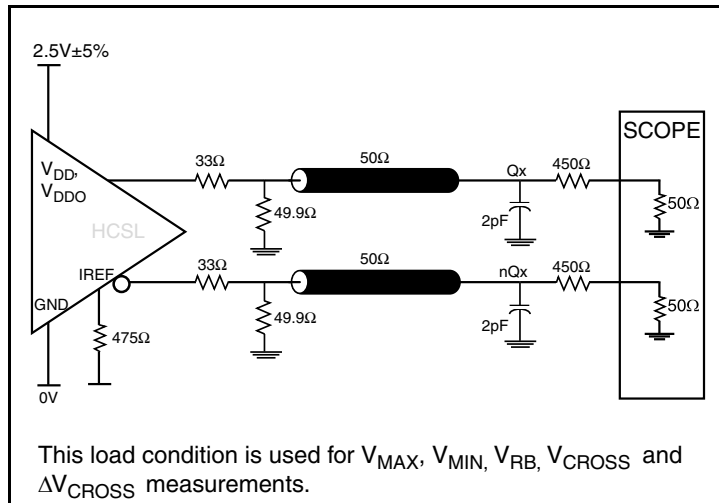 2.5V±5%
SCOPE
V_DD,
V_DDO
33Ω
50Ω
Qx
450Ω
HCSL
49.9Ω
2pF
50Ω
IREF
33Ω
50Ω
nQx
450Ω
GND
49.9Ω
2pF
50Ω
475Ω
0V
This load condition is used for V_MAX, V_MIN, V_RB, V_CROSS and
ΔV_CROSS measurements.